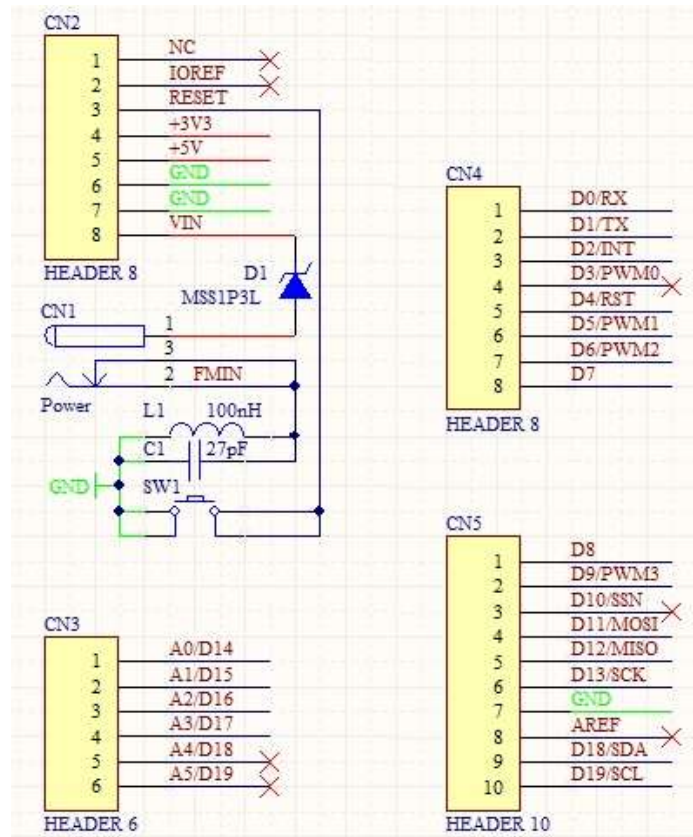 CN2
1 NC
2 IOREF
3 RESET
4 +3V3
5 +5V
6 GND
7 GND
8 VIN
HEADER 8
D1
MSS1P3L
CN1
1
3
2 FMIN
Power
L1 100nH
C1 27pF
GND
SW1
CN3
1 A0/D14
2 A1/D15
3 A2/D16
4 A3/D17
5 A4/D18
6 A5/D19
HEADER 6
CN4
1 D0/RX
2 D1/TX
3 D2/INT
4 D3/PWM0
5 D4/RST
6 D5/PWM1
7 D6/PWM2
8 D7
HEADER 8
CN5
1 D8
2 D9/PWM3
3 D10/SSN
4 D11/MOSI
5 D12/MISO
6 D13/SCK
7 GND
8 AREF
9 D18/SDA
10 D19/SCL
HEADER 10